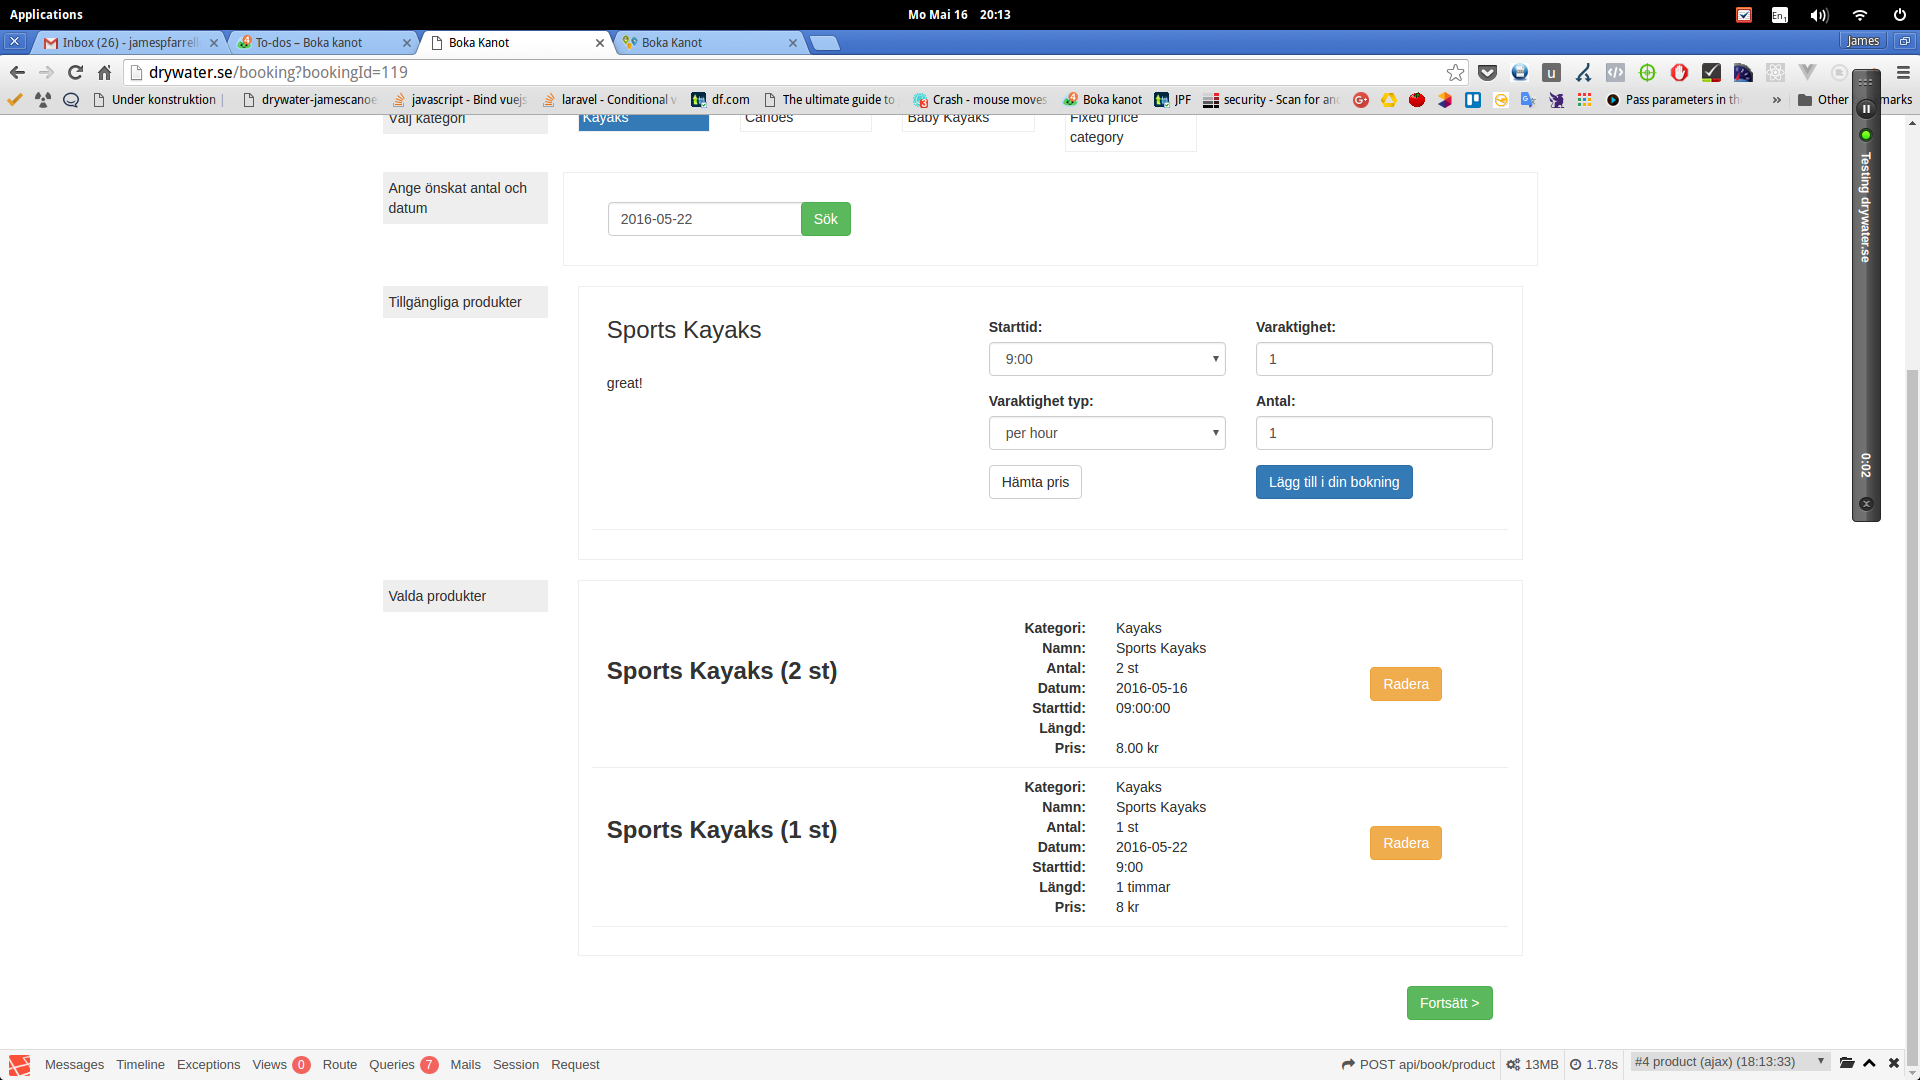 Applications
Mo Mai 16 20:13
En1
Inbox (26) - jamespfarrell
To-dos – Boka kanot
Boka Kanot
Boka Kanot
James
drywater.se/booking?bookingId=119
Under konstruktion |
drywater-jamescanoe
javascript - Bind vuejs
laravel - Conditional v
df.com
The ultimate guide to
Crash - mouse moves
Boka kanot
JPF
security - Scan for an
Pass parameters in th
»
Other
marks
Välj kategori
Kayaks
Canoes
Baby Kayaks
Fixed price category
Ange önskat antal och datum
2016-05-22
Sök
Testing drywater.se
0:02
Tillgängliga produkter
Sports Kayaks
great!
Starttid:
Varaktighet:
9:00
1
Varaktighet typ:
Antal:
per hour
1
Hämta pris
Lägg till i din bokning
Valda produkter
Sports Kayaks (2 st)
Kategori: Kayaks
Namn: Sports Kayaks
Antal: 2 st
Datum: 2016-05-16
Starttid: 09:00:00
Längd:
Pris: 8.00 kr
Radera
Sports Kayaks (1 st)
Kategori: Kayaks
Namn: Sports Kayaks
Antal: 1 st
Datum: 2016-05-22
Starttid: 9:00
Längd: 1 timmar
Pris: 8 kr
Radera
Fortsätt >
Messages Timeline Exceptions Views 0 Route Queries 7 Mails Session Request
POST api/book/product 13MB 1.78s #4 product (ajax) (18:13:33)